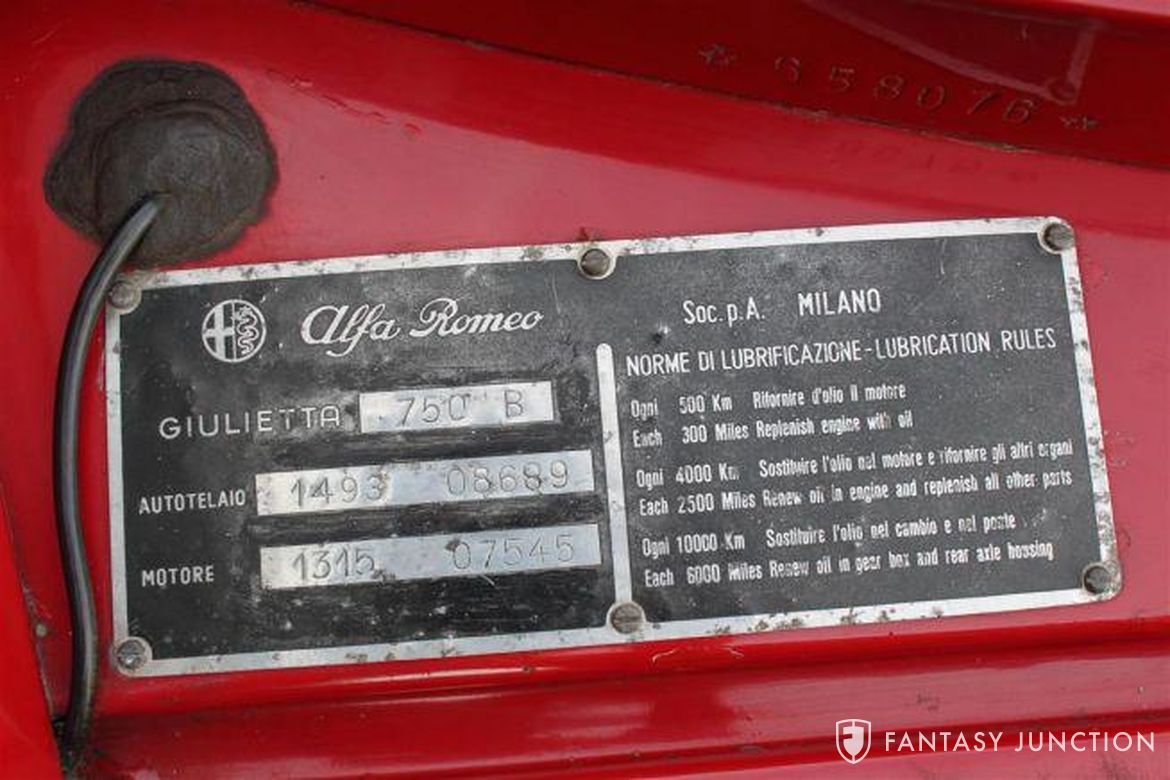 * 658076 *
Alfa Romeo
GIULIETTA 750 B
AUTOTELAIO 1493 08689
MOTORE 1315 07545
Soc.p.A. MILANO
NORME DI LUBRIFICAZIONE-LUBRICATION RULES
Ogni 500 Km Rifornire d'olio il motore
Each 300 Miles Replenish engine with oil
Ogni 4000 Km. Sostituire l'olio nel motore e rifornire gli altri organi
Each 2500 Miles Renew oil in engine and replenish all other parts
Ogni 10000 Km Sostituire l'olio nel cambio e nel ponte
Each 6000 Miles Renew oil in gear box and rear axle housing
FANTASY JUNCTION